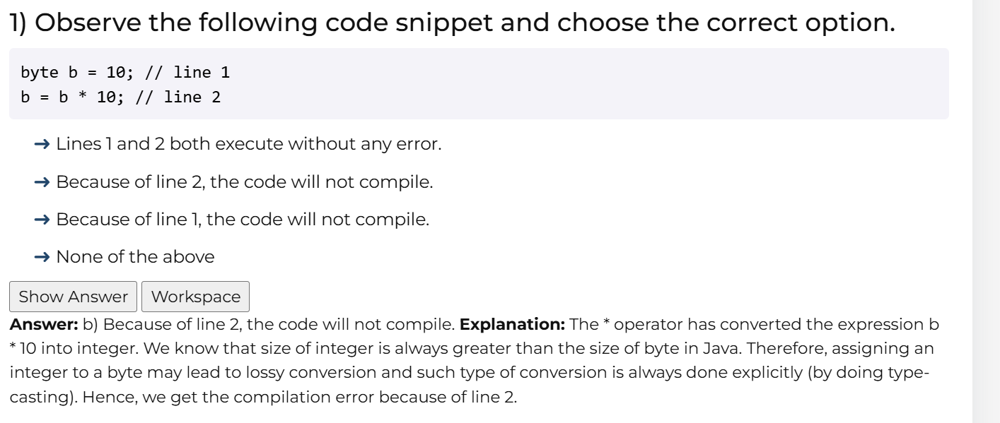 1) Observe the following code snippet and choose the correct option.
byte b = 10; // line 1
b = b * 10; // line 2
➔ Lines 1 and 2 both execute without any error.
➔ Because of line 2, the code will not compile.
➔ Because of line 1, the code will not compile.
➔ None of the above
Show Answer Workspace
Answer: b) Because of line 2, the code will not compile. Explanation: The * operator has converted the expression b
* 10 into integer. We know that size of integer is always greater than the size of byte in Java. Therefore, assigning an
integer to a byte may lead to lossy conversion and such type of conversion is always done explicitly (by doing type-
casting). Hence, we get the compilation error because of line 2.